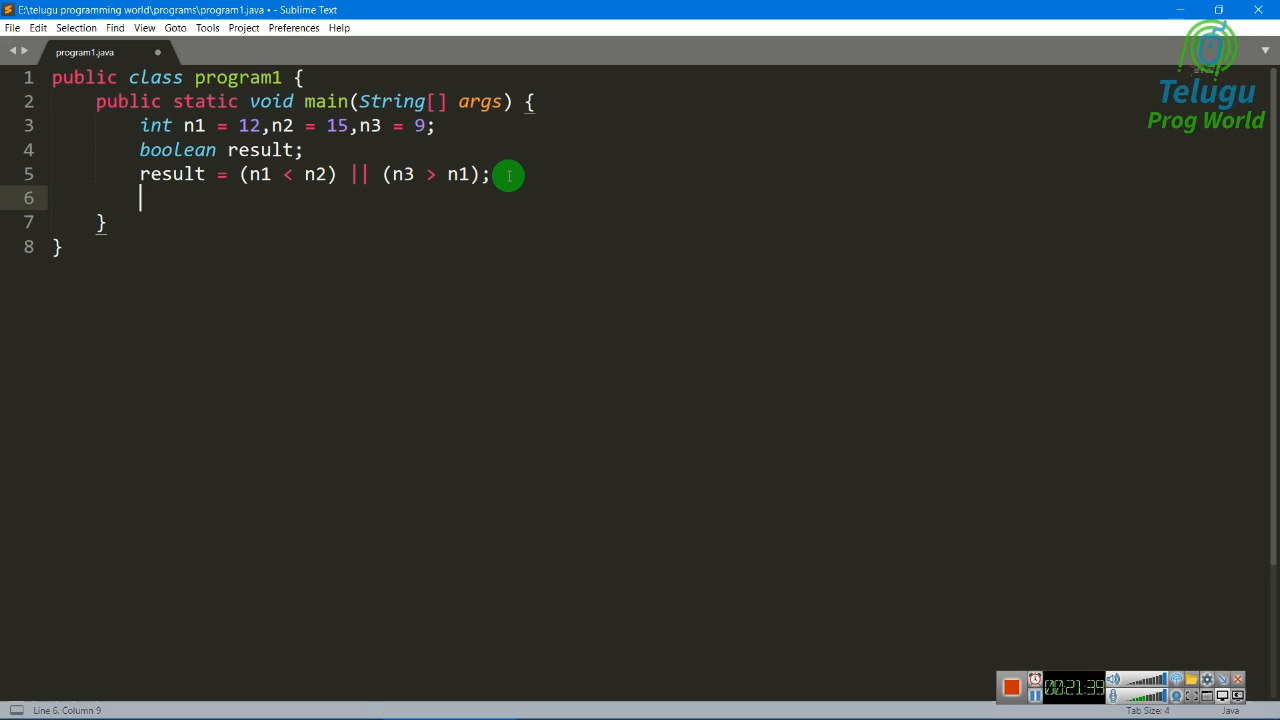 E:\telugu programming world\programs\program1.java • - Sublime Text
File Edit Selection Find View Goto Tools Project Preferences Help
program1.java
Telugu
Prog World
1 public class program1 {
2 public static void main(String[] args) {
3 int n1 = 12,n2 = 15,n3 = 9;
4 boolean result;
5 result = (n1 < n2) || (n3 > n1);
6
7 }
8 }
00:21:39
Line 6, Column 9
Tab Size: 4
Java